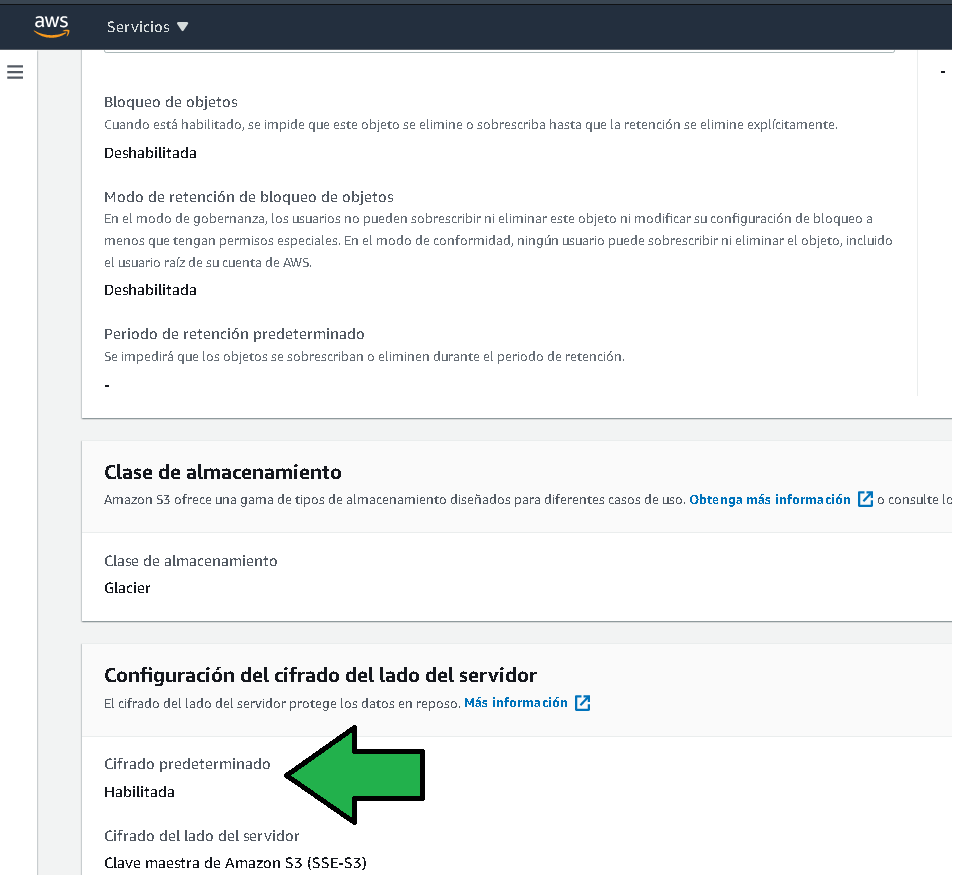 aws
Servicios
Bloqueo de objetos
Cuando está habilitado, se impide que este objeto se elimine o sobrescriba hasta que la retención se elimine explícitamente.
Deshabilitada
Modo de retención de bloqueo de objetos
En el modo de gobernanza, los usuarios no pueden sobrescribir ni eliminar este objeto ni modificar su configuración de bloqueo a
menos que tengan permisos especiales. En el modo de conformidad, ningún usuario puede sobrescribir ni eliminar el objeto, incluido
el usuario raíz de su cuenta de AWS.
Deshabilitada
Periodo de retención predeterminado
Se impedirá que los objetos se sobrescriban o eliminen durante el periodo de retención.
-
-
Clase de almacenamiento
Amazon S3 ofrece una gama de tipos de almacenamiento diseñados para diferentes casos de uso. Obtenga más información o consulte lo
Clase de almacenamiento
Glacier
Configuración del cifrado del lado del servidor
El cifrado del lado del servidor protege los datos en reposo. Más información
Cifrado predeterminado
Habilitada
Cifrado del lado del servidor
Clave maestra de Amazon S3 (SSE-S3)